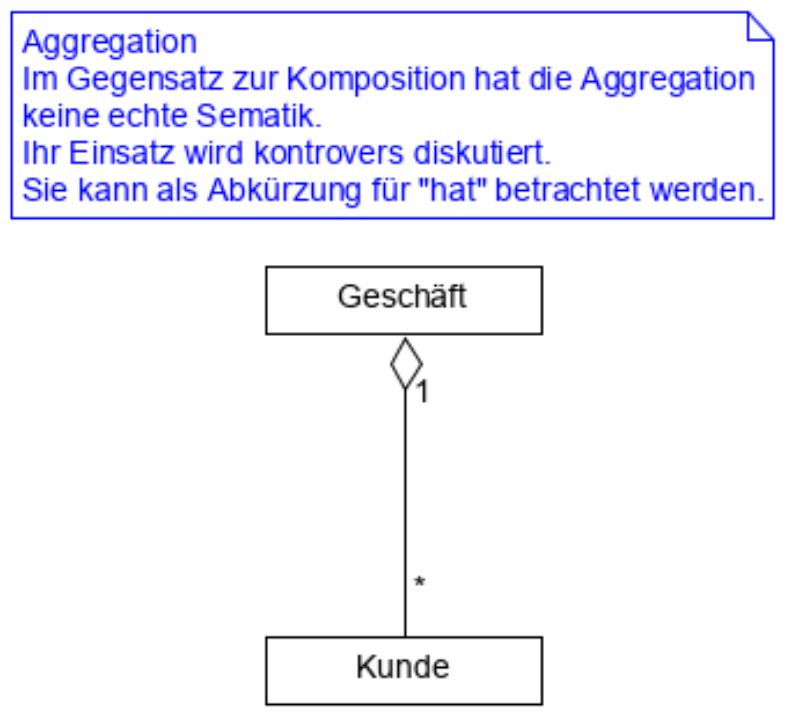 Aggregation
Im Gegensatz zur Komposition hat die Aggregation
keine echte Sematik.
Ihr Einsatz wird kontrovers diskutiert.
Sie kann als Abkürzung für "hat" betrachtet werden.
Geschäft
1
*
Kunde